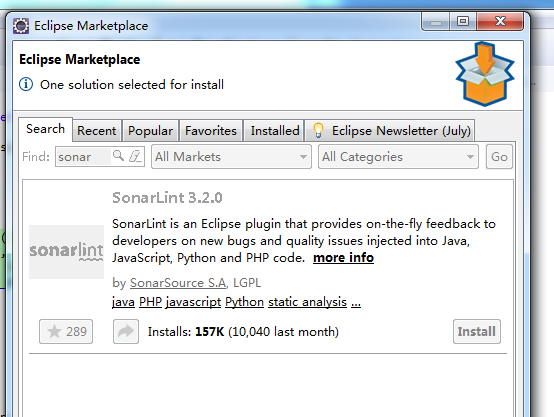 Eclipse Marketplace
Eclipse Marketplace
One solution selected for install
Search Recent Popular Favorites Installed Eclipse Newsletter (July)
Find: sonar All Markets All Categories Go
SonarLint 3.2.0
SonarLint is an Eclipse plugin that provides on-the-fly feedback to
developers on new bugs and quality issues injected into Java,
JavaScript, Python and PHP code. more info
sonarlint
by SonarSource S.A, LGPL
java PHP javascript Python static analysis ...
289 Installs: 157K (10,040 last month) Install